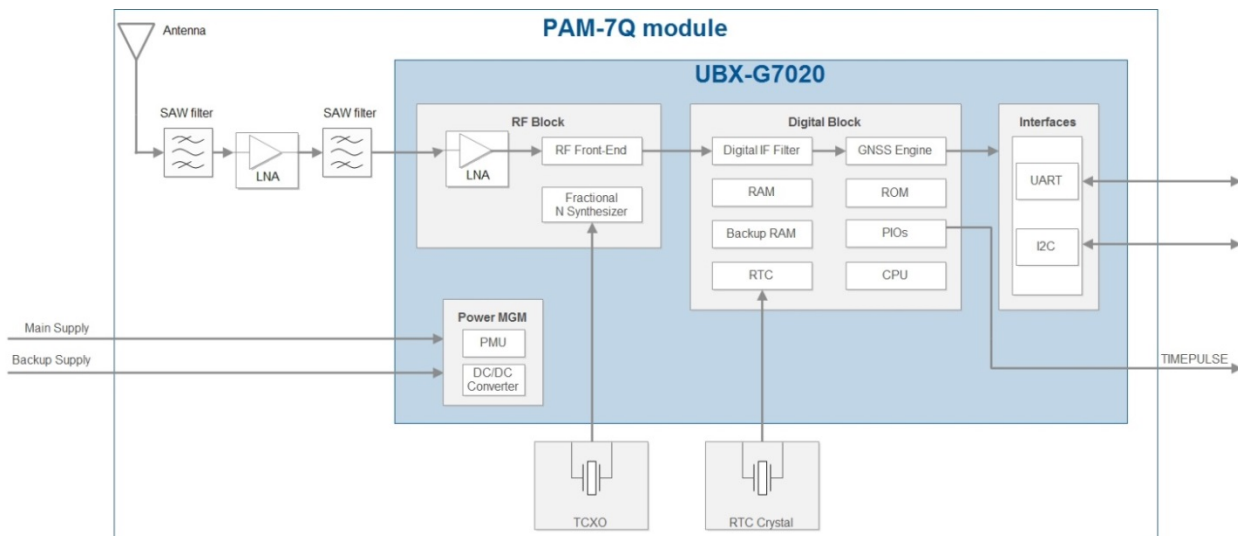 PAM-7Q module
Antenna
UBX-G7020
SAW filter
SAW filter
LNA
RF Block
LNA
RF Front-End
Fractional
N Synthesizer
Digital Block
Digital IF Filter
GNSS Engine
RAM
ROM
Backup RAM
PIOs
RTC
CPU
Interfaces
UART
I2C
Main Supply
Backup Supply
Power MGM
PMU
DC/DC
Converter
TIMEPULSE
TCXO
RTC Crystal